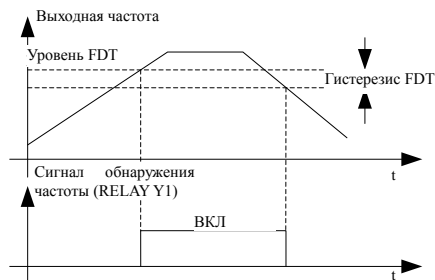 Выходная частота
Уровень FDT
Гистерезис FDT
t
Сигнал обнаружения
частоты (RELAY Y1)
t
ВКЛ